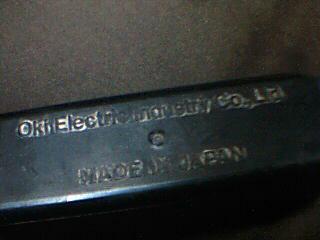 Oki Electric Industry Co., Ltd.
©
MADE IN JAPAN